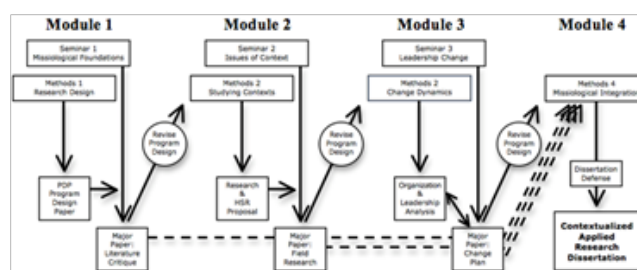 Module 1
Module 2
Module 3
Module 4
Seminar 1
Missiological Foundations
Methods 1
Research Design
Revise
Program
Design
PDP
Program
Design
Paper
Major
Paper:
Literature
Critique
Seminar 2
Issues of Context
Methods 2
Studying Contexts
Revise
Program
Design
Research
&
HSR
Proposal
Major
Paper:
Field
Research
Seminar 3
Leadership Change
Methods 2
Change Dynamics
Revise
Program
Design
Organization
&
Leadership
Analysis
Major
Paper:
Change
Plan
Methods 4
Missiological Integration
Dissertation
Defense
Contextualized
Applied
Research
Dissertation